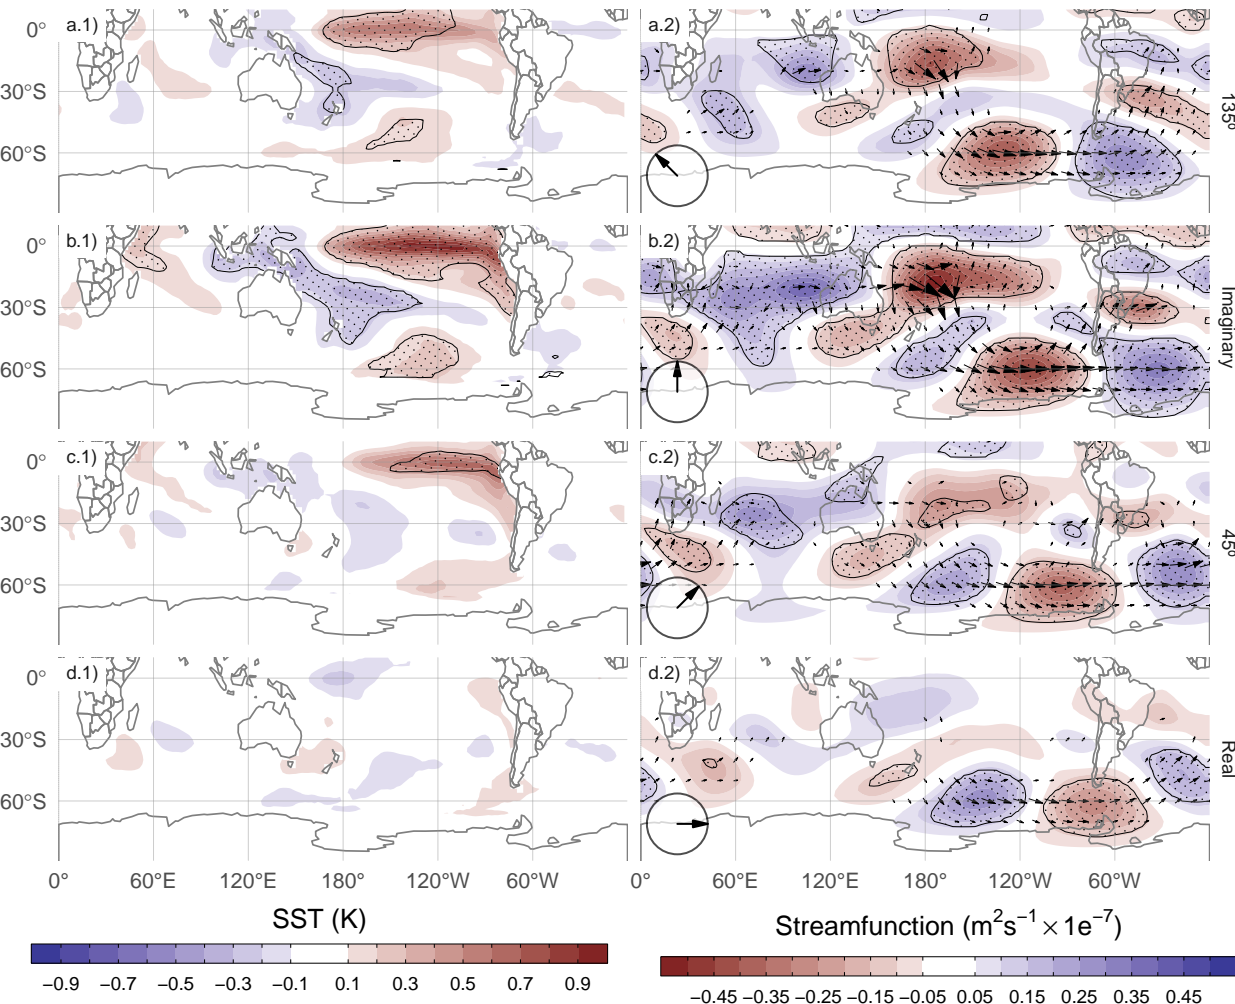 a.1)
a.2)
0°
30°S
60°S
135º
b.1)
b.2)
0°
30°S
60°S
Imaginary
c.1)
c.2)
0°
30°S
60°S
45º
d.1)
d.2)
0°
30°S
60°S
Real
0° 60°E 120°E 180° 120°W 60°W
0° 60°E 120°E 180° 120°W 60°W
SST (K)
−0.9 −0.7 −0.5 −0.3 −0.1 0.1 0.3 0.5 0.7 0.9
Streamfunction (m²s⁻¹ × 1e⁻⁷)
−0.45 −0.35 −0.25 −0.15 −0.05 0.05 0.15 0.25 0.35 0.45